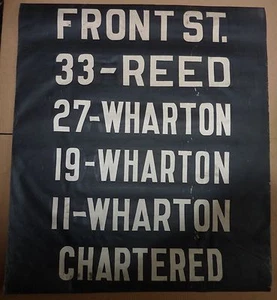 FRONT ST.
33-REED
27-WHARTON
19-WHARTON
11-WHARTON
CHARTERED